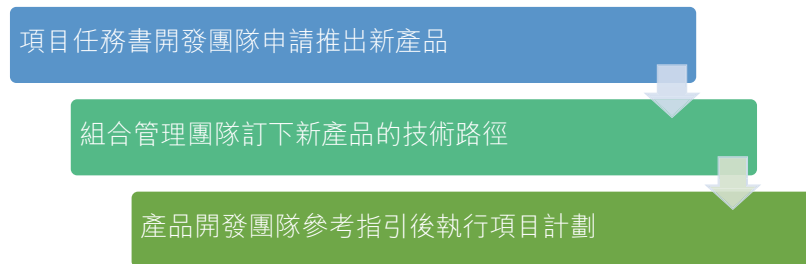 項目任務書開發團隊申請推出新產品
組合管理團隊訂下新產品的技術路徑
產品開發團隊參考指引後執行項目計劃